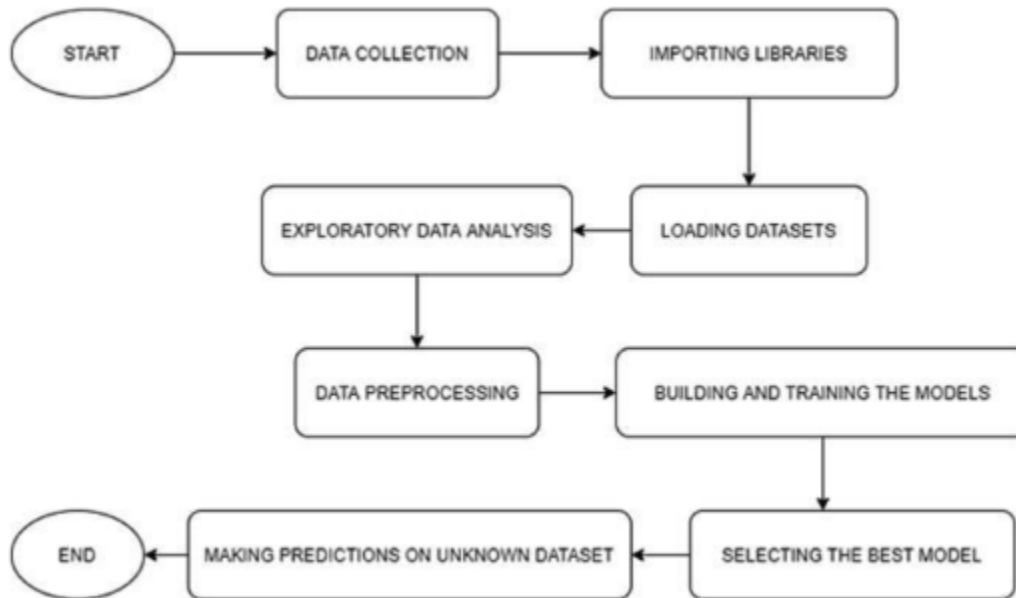 START
DATA COLLECTION
IMPORTING LIBRARIES
LOADING DATASETS
EXPLORATORY DATA ANALYSIS
DATA PREPROCESSING
BUILDING AND TRAINING THE MODELS
SELECTING THE BEST MODEL
MAKING PREDICTIONS ON UNKNOWN DATASET
END